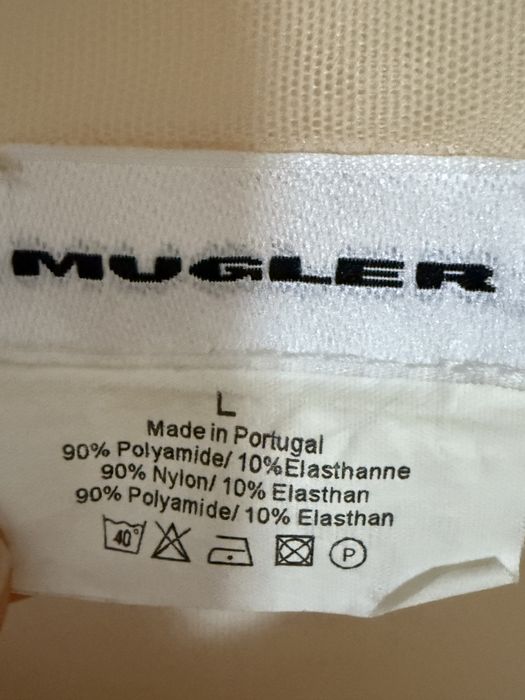 MUGLER
L
Made in Portugal
90% Polyamide/ 10%Elasthanne
90% Nylon/ 10% Elasthan
90% Polyamide/ 10% Elasthan
40° P